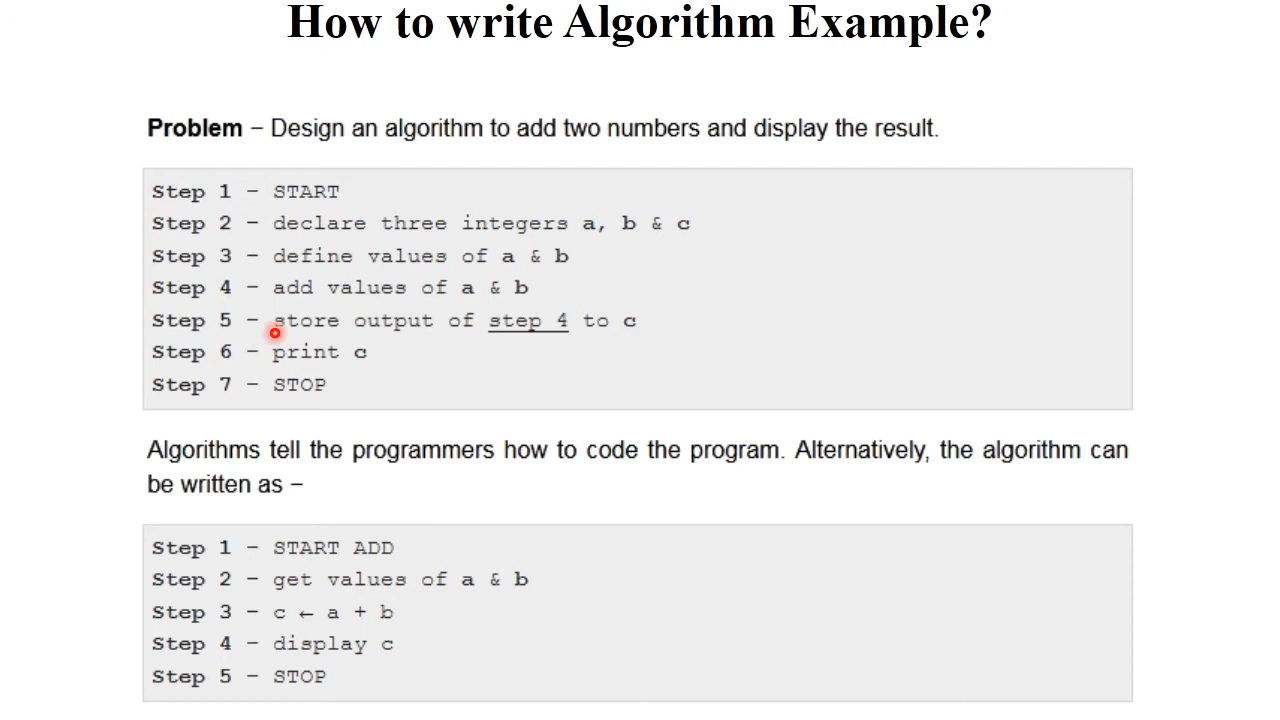 How to write Algorithm Example?
Problem − Design an algorithm to add two numbers and display the result.
Step 1 − START
Step 2 − declare three integers a, b & c
Step 3 − define values of a & b
Step 4 − add values of a & b
Step 5 − store output of step 4 to c
Step 6 − print c
Step 7 − STOP
Algorithms tell the programmers how to code the program. Alternatively, the algorithm can
be written as −
Step 1 − START ADD
Step 2 − get values of a & b
Step 3 − c ← a + b
Step 4 − display c
Step 5 − STOP